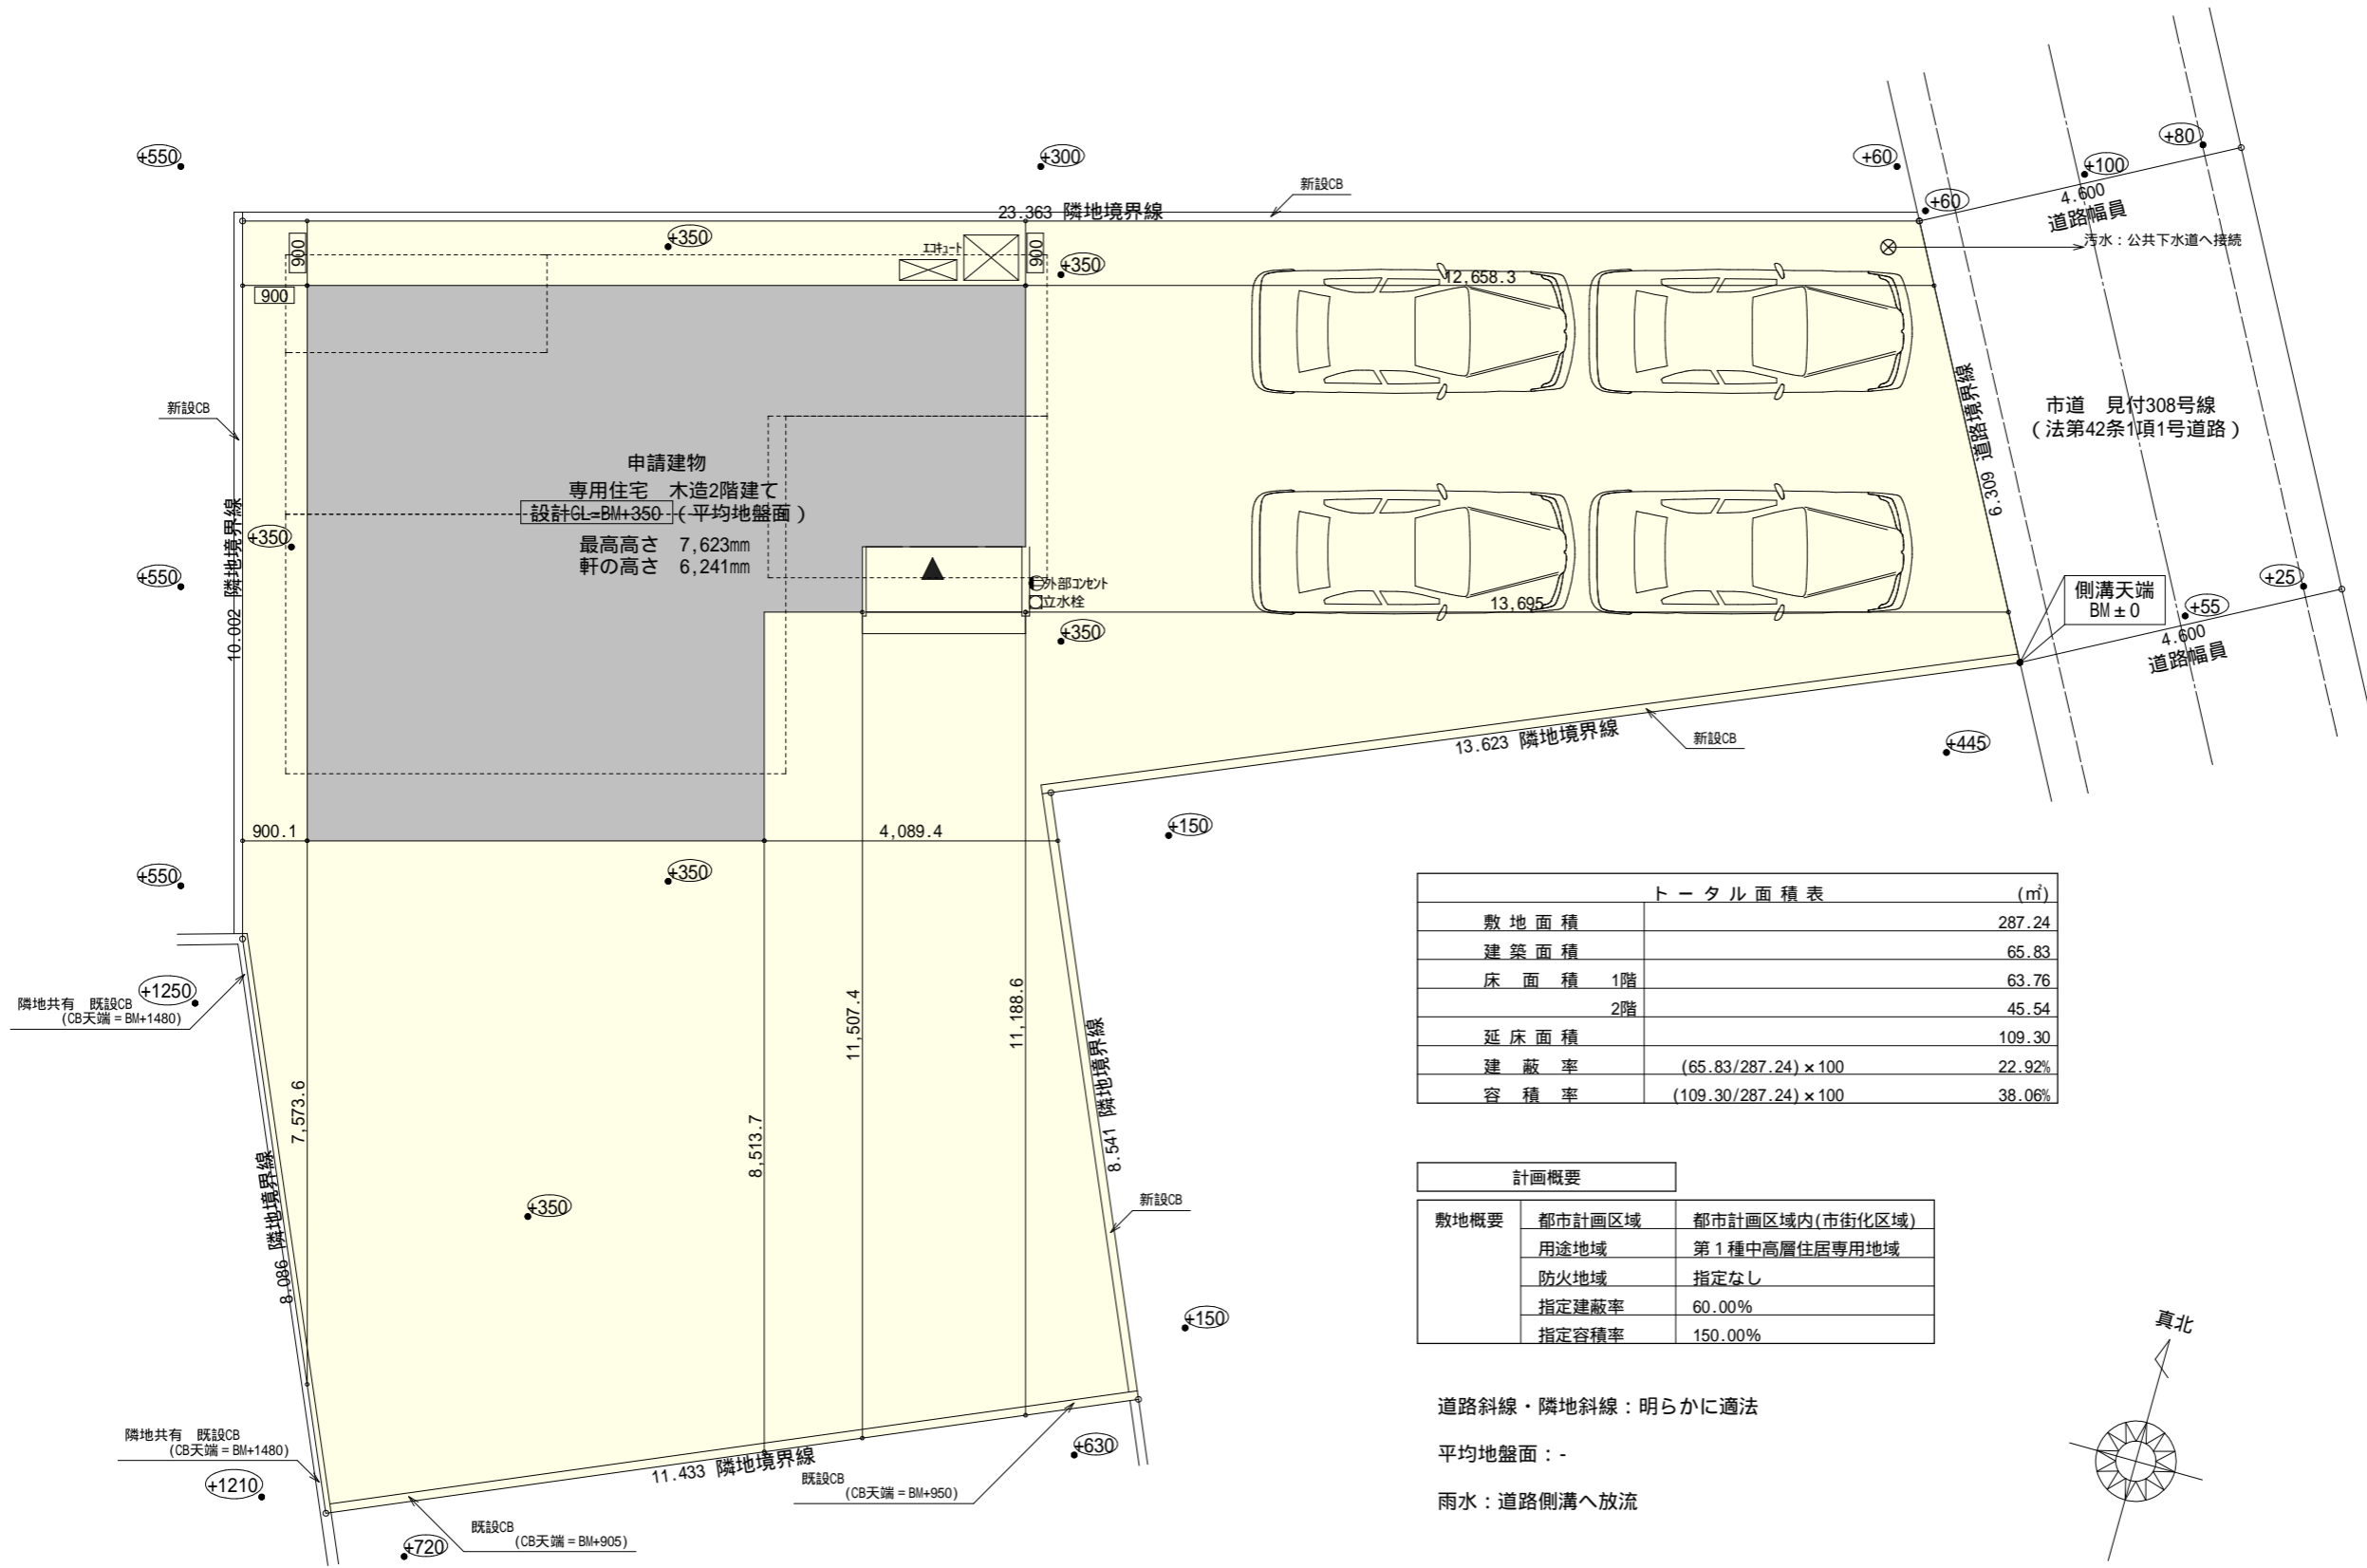 +550
+300
+60
+80
+100
新設CB
+60
4.600
道路幅員
23.363 隣地境界線
汚水：公共下水道へ接続
900
+350
エコキュート
900
+350
900
12,658.3
新設CB
6.309 道路境界線
市道　見付308号線
（法第42条1項1号道路）
申請建物
専用住宅　木造2階建て
設計GL=BM+350（平均地盤面）
最高高さ　7,623mm
軒の高さ　6,241mm
10.002 隣地境界線
+350
+550
外部コンセント
立水栓
13,695
+350
側溝天端
BM±0
+25
+55
4.600
道路幅員
13.623 隣地境界線
新設CB
+445
900.1
4,089.4
+150
+550
+350
+1250
隣地共有　既設CB
(CB天端＝BM+1480)
11,507.4
11,188.6
8.541 隣地境界線
7,573.6
8,513.7
8.086 隣地境界線
+350
新設CB
+150
トータル面積表 (㎡)
敷地面積 287.24
建築面積 65.83
床面積 1階 63.76
2階 45.54
延床面積 109.30
建蔽率 (65.83/287.24)×100 22.92%
容積率 (109.30/287.24)×100 38.06%
計画概要
敷地概要 都市計画区域 都市計画区域内(市街化区域)
用途地域 第1種中高層住居専用地域
防火地域 指定なし
指定建蔽率 60.00%
指定容積率 150.00%
真北
道路斜線・隣地斜線：明らかに適法
平均地盤面：-
雨水：道路側溝へ放流
隣地共有　既設CB
(CB天端＝BM+1480)
+1210
11.433 隣地境界線
+630
既設CB
(CB天端＝BM+950)
既設CB
(CB天端＝BM+905)
+720